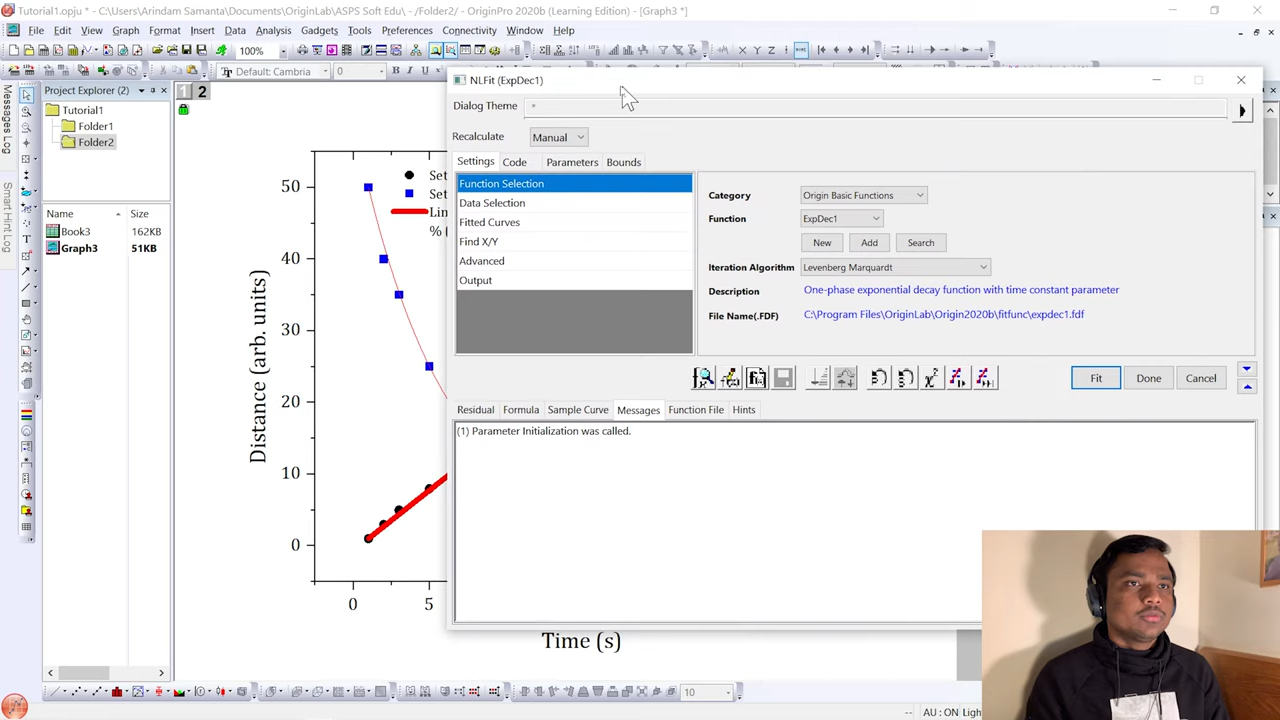 Tutorial1.opju * - C:\Users\Arindam Samanta\Documents\OriginLab\ASPS Soft Edu\ - /Folder2/ - OriginPro 2020b (Learning Edition) - [Graph3 *]
File Edit View Graph Format Insert Data Analysis Gadgets Tools Preferences Connectivity Window Help
100%
Default: Cambria 0 B I
Messages Log
Smart Hint Log
Project Explorer (2)
Tutorial1
Folder1
Folder2
Name Size
Book3 162KB
Graph3 51KB
1 2
Distance (arb. units)
50
40
30
20
10
0
0
5
Time (s)
Set
Set
Lin
% (
NLFit (ExpDec1)
Dialog Theme *
Recalculate Manual
Settings Code Parameters Bounds
Function Selection
Data Selection
Fitted Curves
Find X/Y
Advanced
Output
Category Origin Basic Functions
Function ExpDec1
New Add Search
Iteration Algorithm Levenberg Marquardt
Description One-phase exponential decay function with time constant parameter
File Name(.FDF) C:\Program Files\OriginLab\Origin2020b\fitfunc\expdec1.fdf
Fit Done Cancel
Residual Formula Sample Curve Messages Function File Hints
(1) Parameter Initialization was called.
10
-- AU : ON Ligh